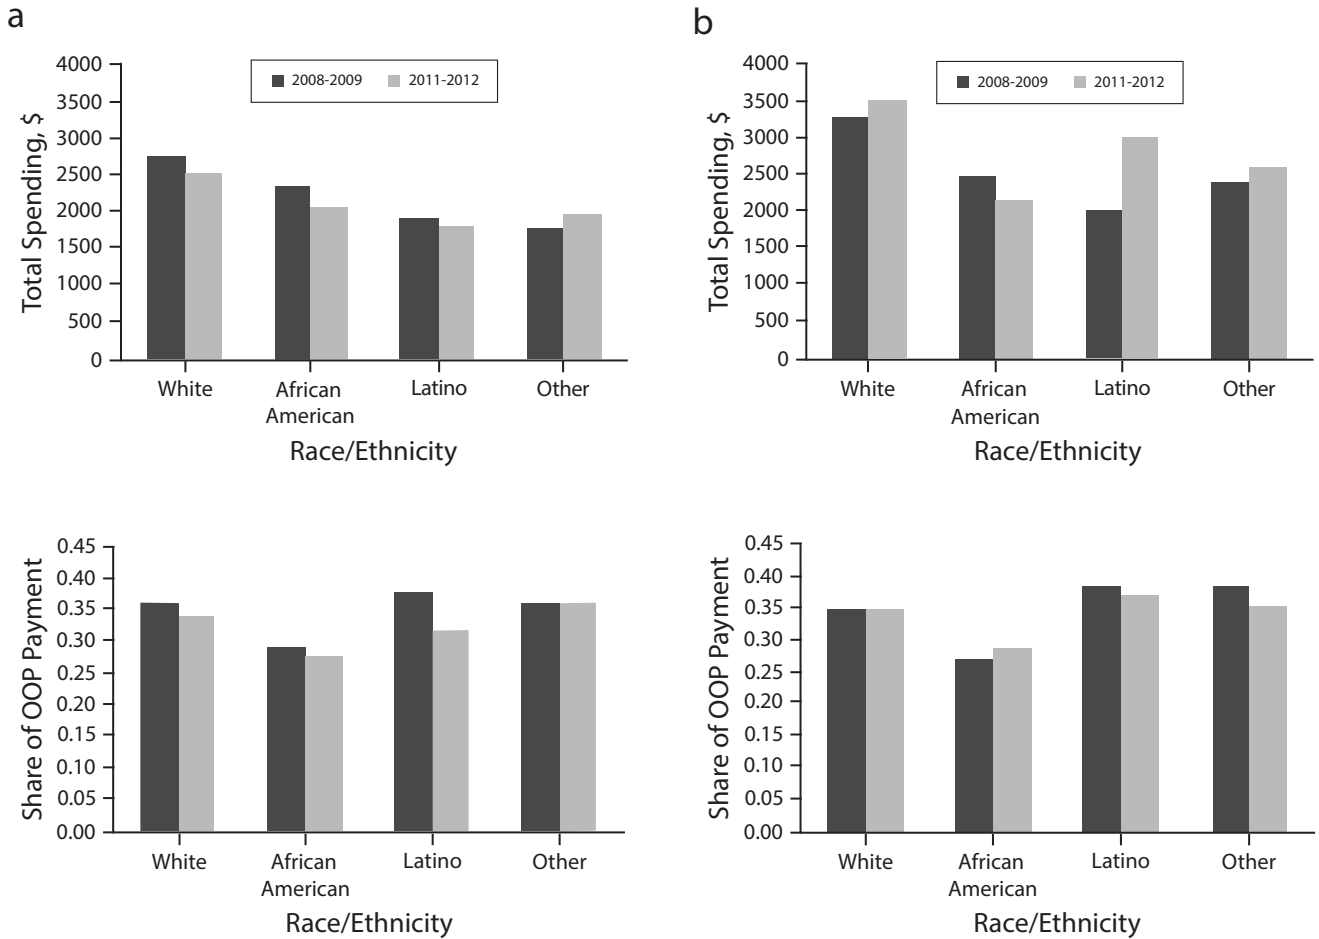 a
Total Spending, $
4000
3500
3000
2500
2000
1500
1000
500
0
2008-2009 2011-2012
White
African
American
Latino
Other
Race/Ethnicity
b
Total Spending, $
4000
3500
3000
2500
2000
1500
1000
500
0
2008-2009 2011-2012
White
African
American
Latino
Other
Race/Ethnicity
Share of OOP Payment
0.45
0.40
0.35
0.30
0.25
0.20
0.15
0.10
0.05
0.00
White
African
American
Latino
Other
Race/Ethnicity
Share of OOP Payment
0.45
0.40
0.35
0.30
0.25
0.20
0.15
0.10
0.05
0.00
White
African
American
Latino
Other
Race/Ethnicity